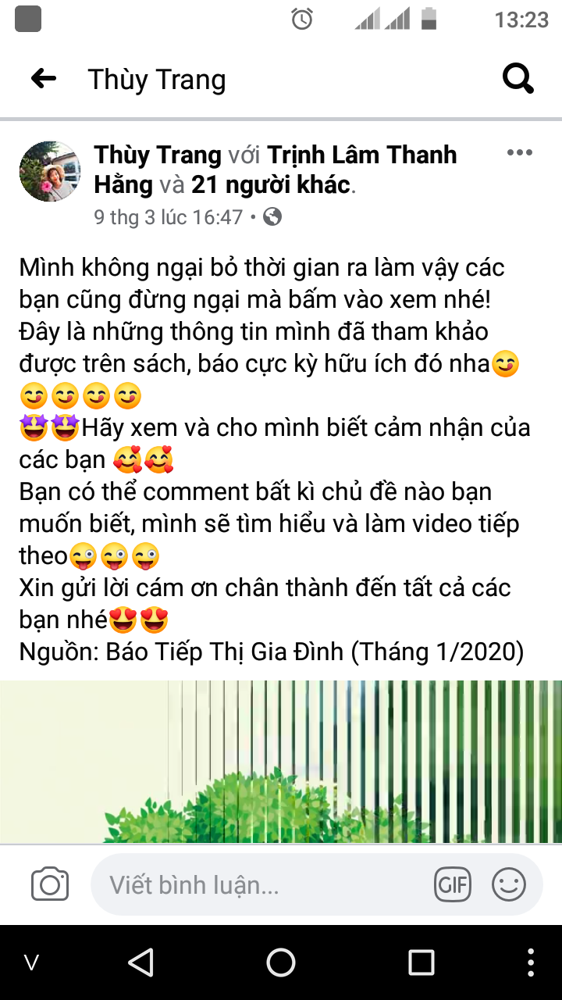 13:23
Thùy Trang
Thùy Trang với Trịnh Lâm Thanh
Hằng và 21 người khác.
9 thg 3 lúc 16:47 •
Mình không ngại bỏ thời gian ra làm vậy các
bạn cũng đừng ngại mà bấm vào xem nhé!
Đây là những thông tin mình đã tham khảo
được trên sách, báo cực kỳ hữu ích đó nha😋
😋😋😋😋
🤩🤩Hãy xem và cho mình biết cảm nhận của
các bạn 🥰🥰
Bạn có thể comment bất kì chủ đề nào bạn
muốn biết, mình sẽ tìm hiểu và làm video tiếp
theo😜😜😜
Xin gửi lời cám ơn chân thành đến tất cả các
bạn nhé😍😍
Nguồn: Báo Tiếp Thị Gia Đình (Tháng 1/2020)
Viết bình luận...
GIF